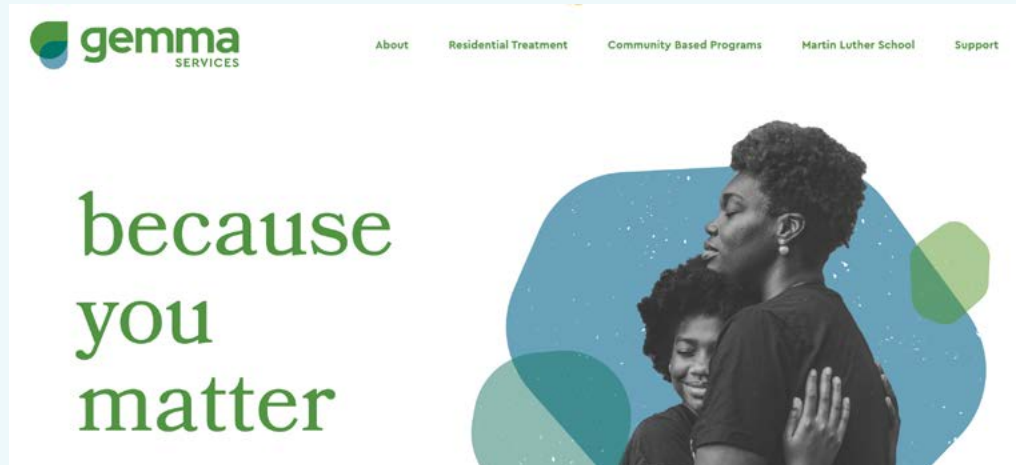 gemma
SERVICES
About Residential Treatment Community Based Programs Martin Luther School Support
because
you
matter